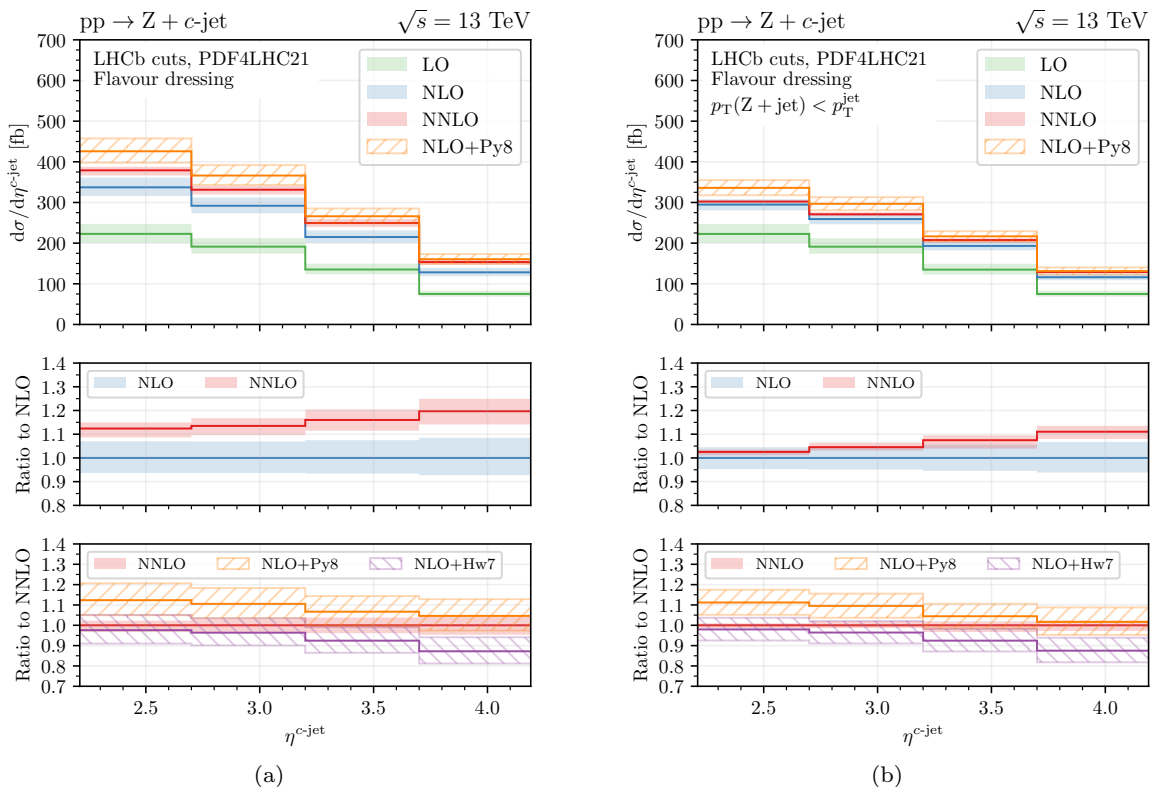 pp → Z + c-jet √s = 13 TeV
LHCb cuts, PDF4LHC21
Flavour dressing
LO
NLO
NNLO
NLO+Py8
dσ/dη^{c-jet} [fb]
700
600
500
400
300
200
100
0
Ratio to NLO
NLO NNLO
1.4
1.3
1.2
1.1
1.0
0.9
0.8
Ratio to NNLO
NNLO NLO+Py8 NLO+Hw7
1.4
1.3
1.2
1.1
1.0
0.9
0.8
0.7
2.5 3.0 3.5 4.0
η^{c-jet}
(a)
pp → Z + c-jet √s = 13 TeV
LHCb cuts, PDF4LHC21
Flavour dressing
p_T(Z + jet) < p_T^{jet}
LO
NLO
NNLO
NLO+Py8
dσ/dη^{c-jet} [fb]
700
600
500
400
300
200
100
0
Ratio to NLO
NLO NNLO
1.4
1.3
1.2
1.1
1.0
0.9
0.8
Ratio to NNLO
NNLO NLO+Py8 NLO+Hw7
1.4
1.3
1.2
1.1
1.0
0.9
0.8
0.7
2.5 3.0 3.5 4.0
η^{c-jet}
(b)